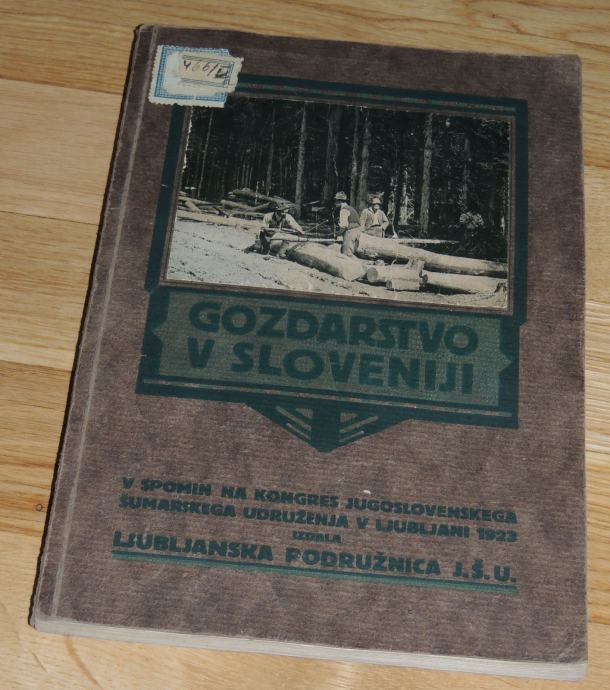 GOZDARSTVO
V SLOVENIJI
V SPOMIN NA KONGRES JUGOSLOVENSKEGA
ŠUMARSKEGA UDRUŽENJA V LJUBLJANI 1923
IZDALA
LJUBLJANSKA PODRUŽNICA J.Š.U.